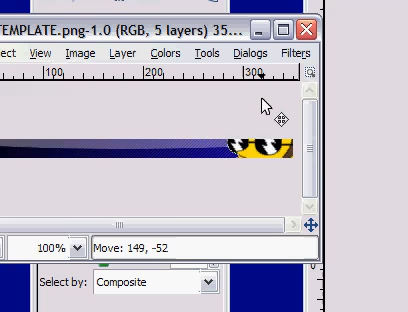 TEMPLATE.png-1.0 (RGB, 5 layers) 35...
ect View Image Layer Colors Tools Dialogs Filters
100 200 300
100% Move: 149, -52
0
Select by: Composite